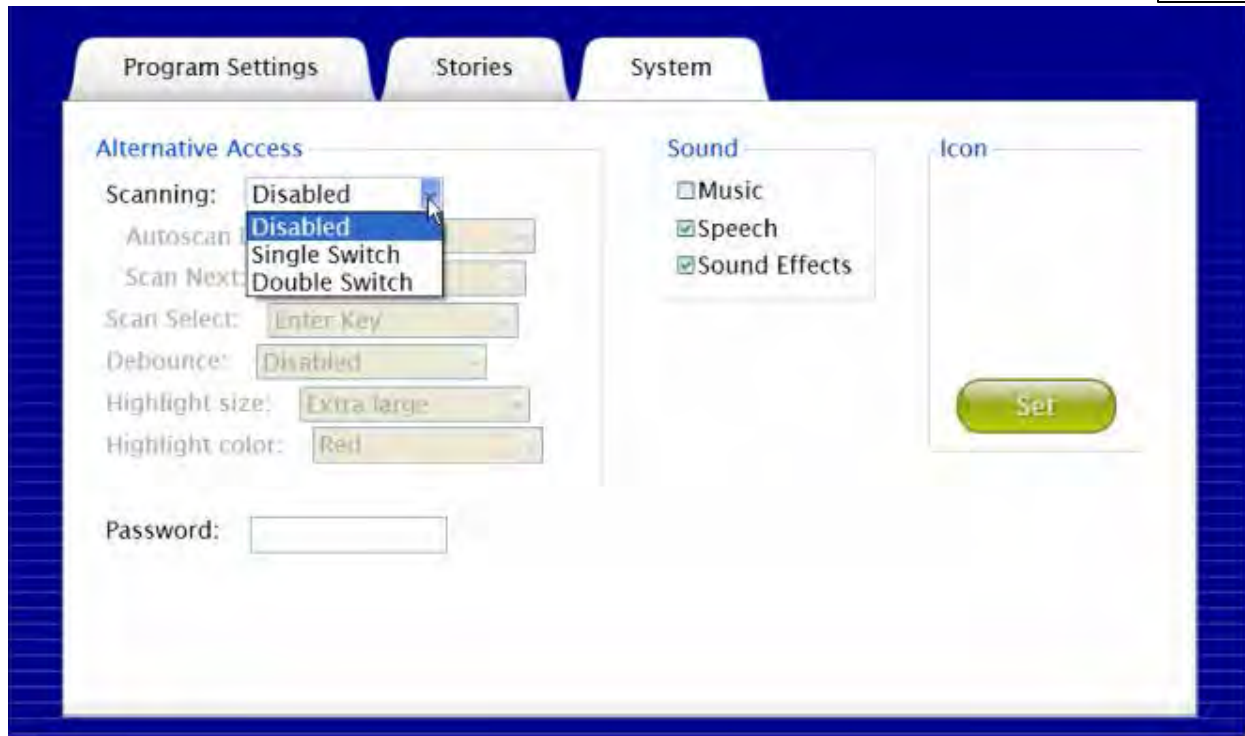 Program Settings
Stories
System
Alternative Access
Scanning: Disabled
Disabled
Single Switch
Double Switch
Autoscan
Scan Next:
Scan Select: Enter Key
Debounce: Disabled
Highlight size: Extra large
Highlight color: Red
Password:
Sound
Music
Speech
Sound Effects
Icon
Set